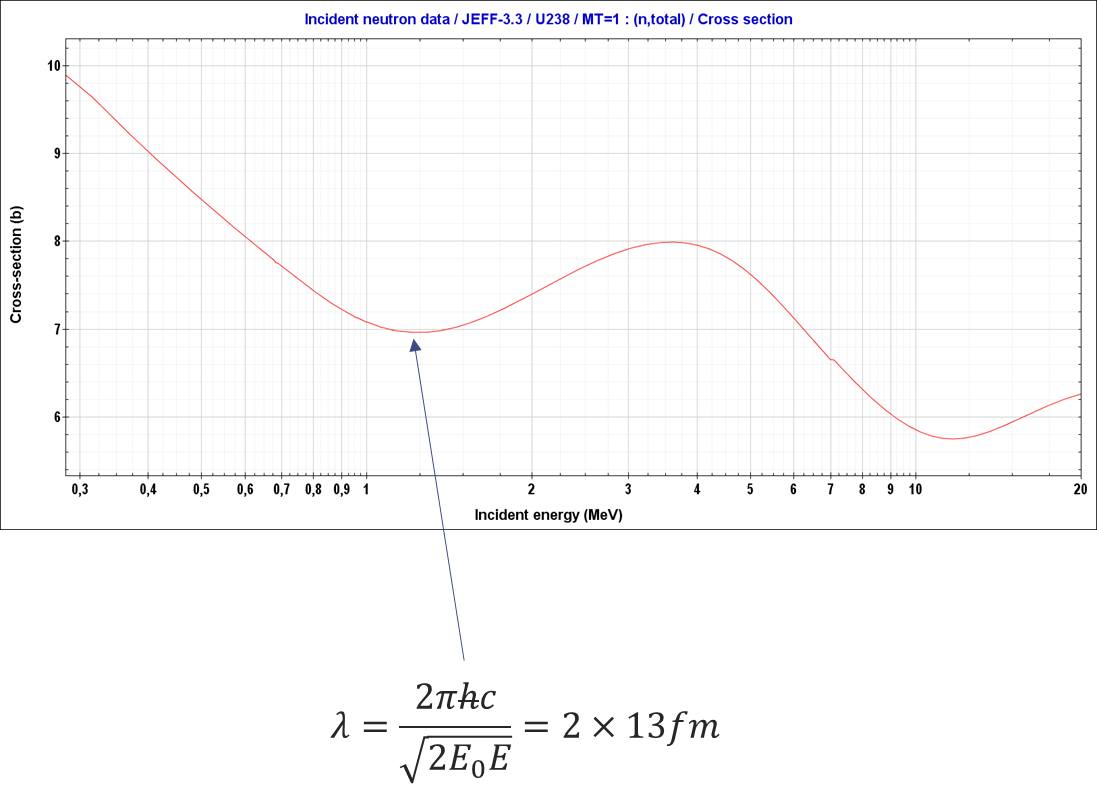 Incident neutron data / JEFF-3.3 / U238 / MT=1 : (n,total) / Cross section
10
9
8
7
6
Cross-section (b)
0,3 0,4 0,5 0,6 0,7 0,8 0,9 1 2 3 4 5 6 7 8 9 10 20
Incident energy (MeV)
λ = 2πħc / √(2E₀E) = 2 × 13fm